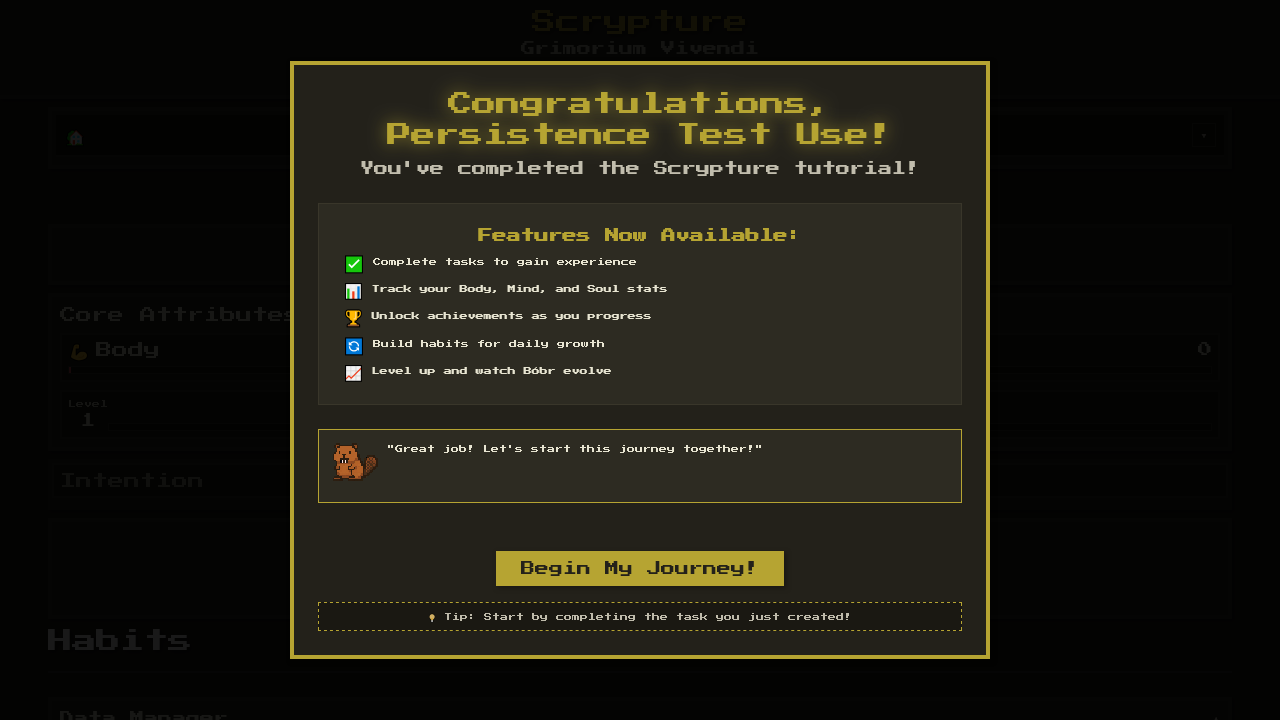 Scrypture
Grimorium Vivendi
Congratulations,
Persistence Test Use!
You've completed the Scrypture tutorial!
Features Now Available:
Complete tasks to gain experience
Track your Body, Mind, and Soul stats
Unlock achievements as you progress
Build habits for daily growth
Level up and watch Bóbr evolve
"Great job! Let's start this journey together!"
Begin My Journey!
Tip: Start by completing the task you just created!
Core Attributes
Body
0
Level
1
Intention
Habits
Data Manager